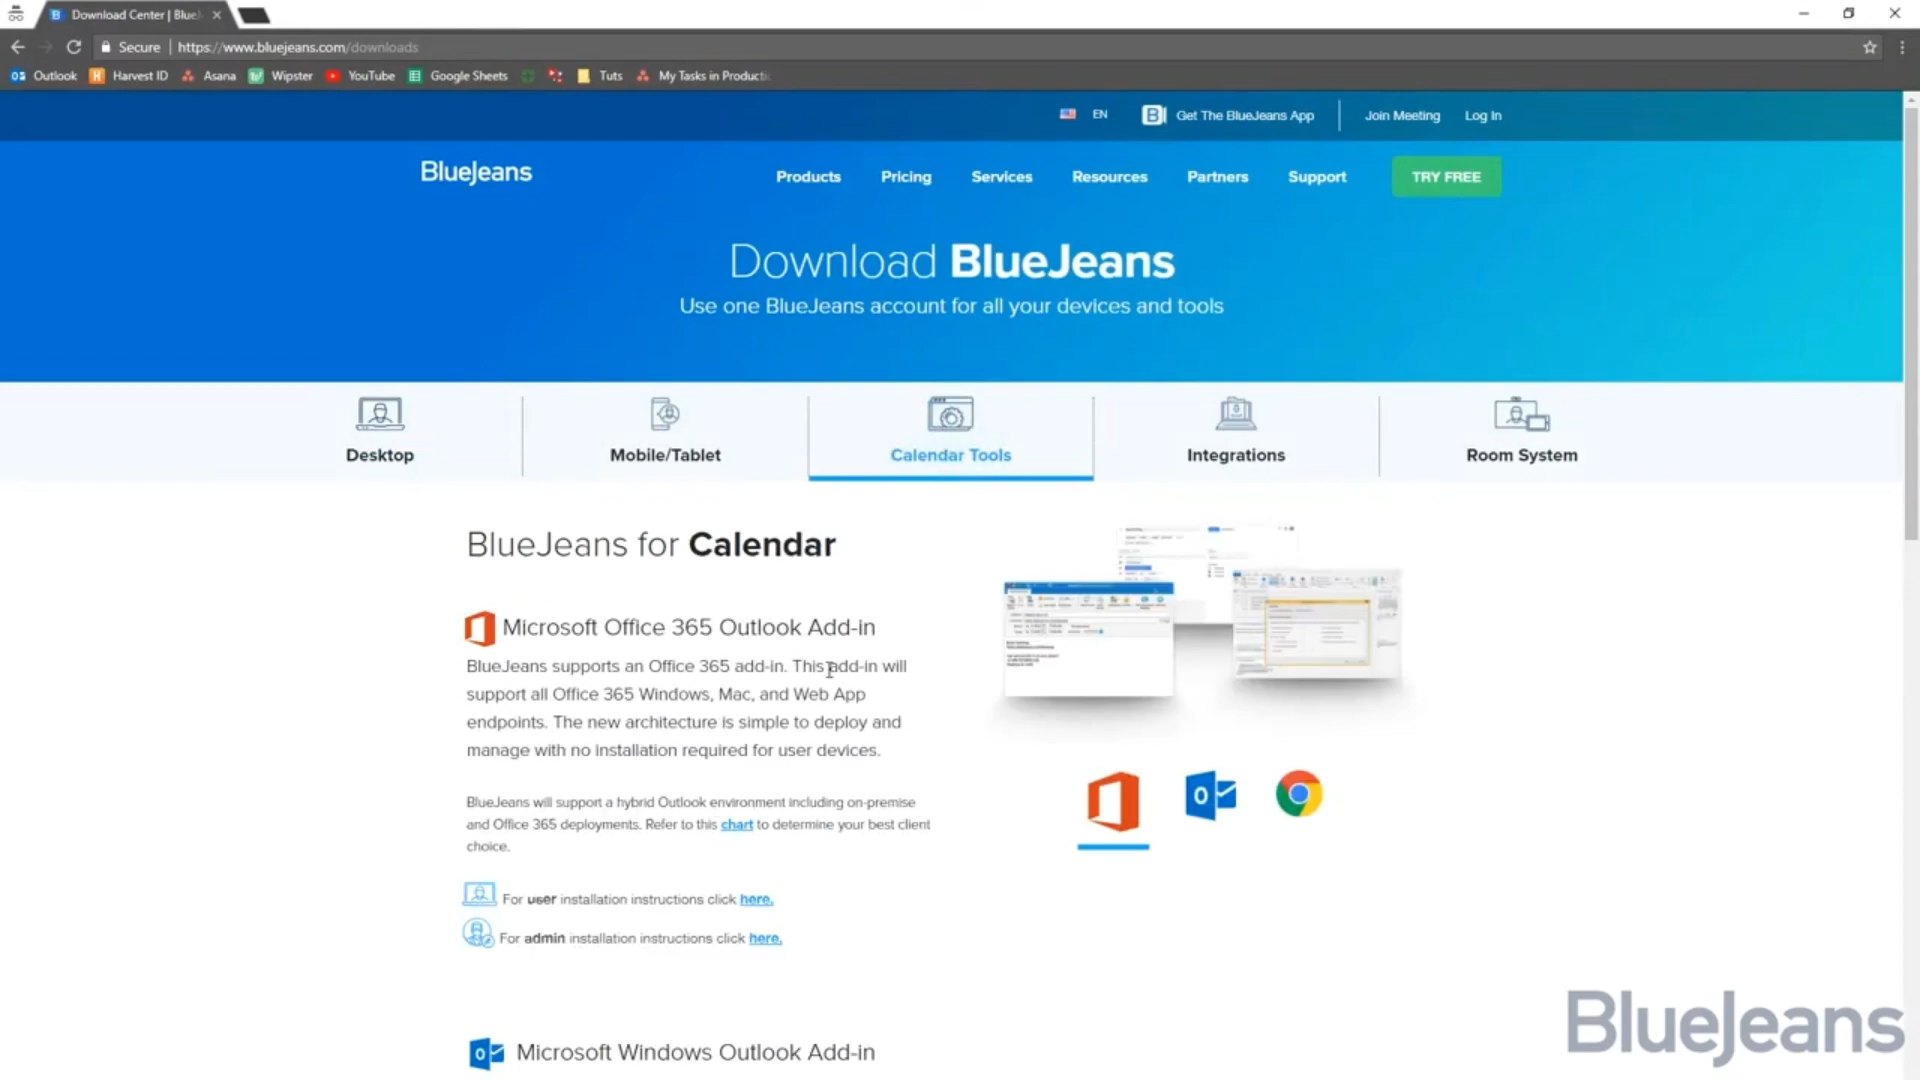 Download Center | BlueJ
Secure | https://www.bluejeans.com/downloads
Outlook Harvest ID Asana Wipster YouTube Google Sheets Tuts My Tasks in Producti
EN Get The BlueJeans App Join Meeting Log In
BlueJeans Products Pricing Services Resources Partners Support TRY FREE
Download BlueJeans
Use one BlueJeans account for all your devices and tools
Desktop Mobile/Tablet Calendar Tools Integrations Room System
BlueJeans for Calendar
Microsoft Office 365 Outlook Add-in
BlueJeans supports an Office 365 add-in. This add-in will
support all Office 365 Windows, Mac, and Web App
endpoints. The new architecture is simple to deploy and
manage with no installation required for user devices.
BlueJeans will support a hybrid Outlook environment including on-premise
and Office 365 deployments. Refer to this chart to determine your best client
choice.
For user installation instructions click here.
For admin installation instructions click here.
Microsoft Windows Outlook Add-in
BlueJeans